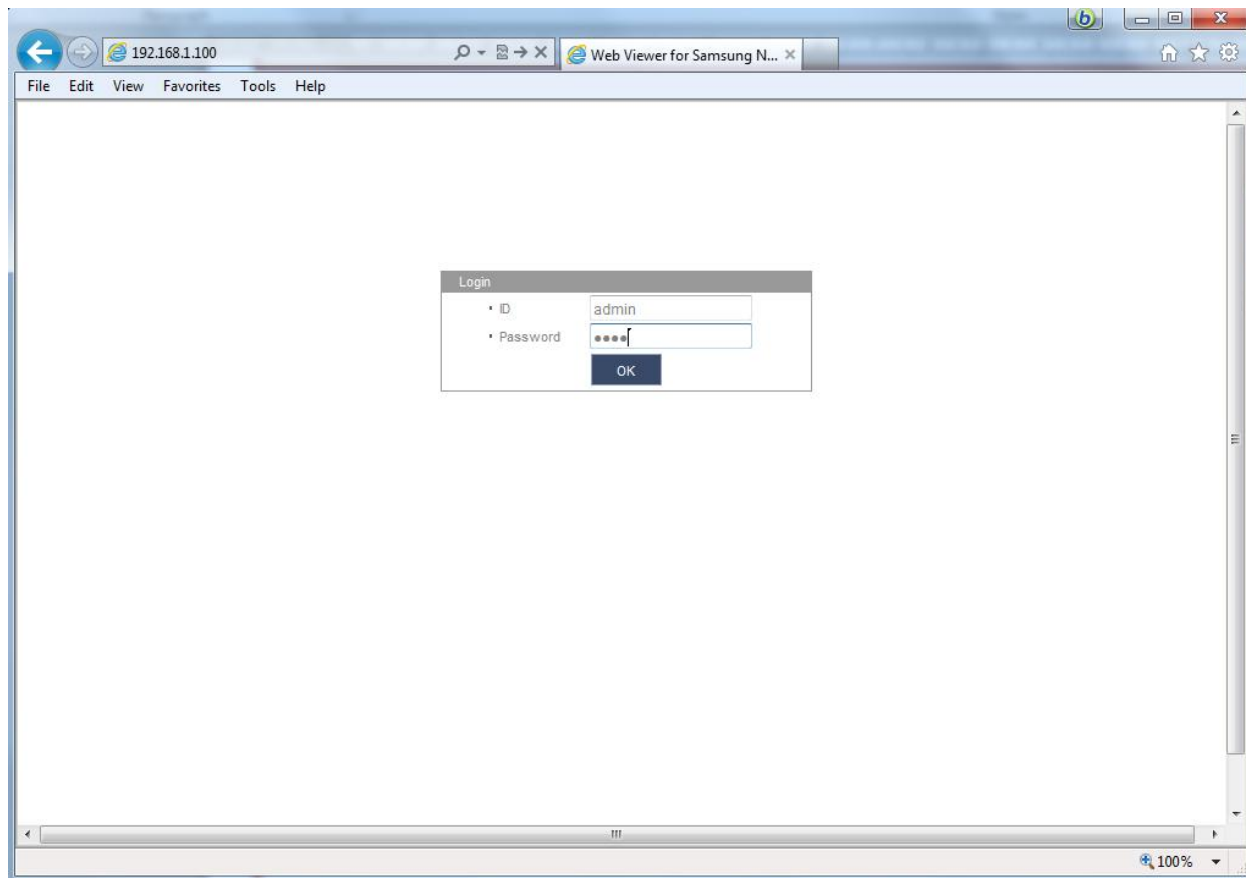 192.168.1.100
Web Viewer for Samsung N...
File Edit View Favorites Tools Help
Login
ID admin
Password
OK
100%